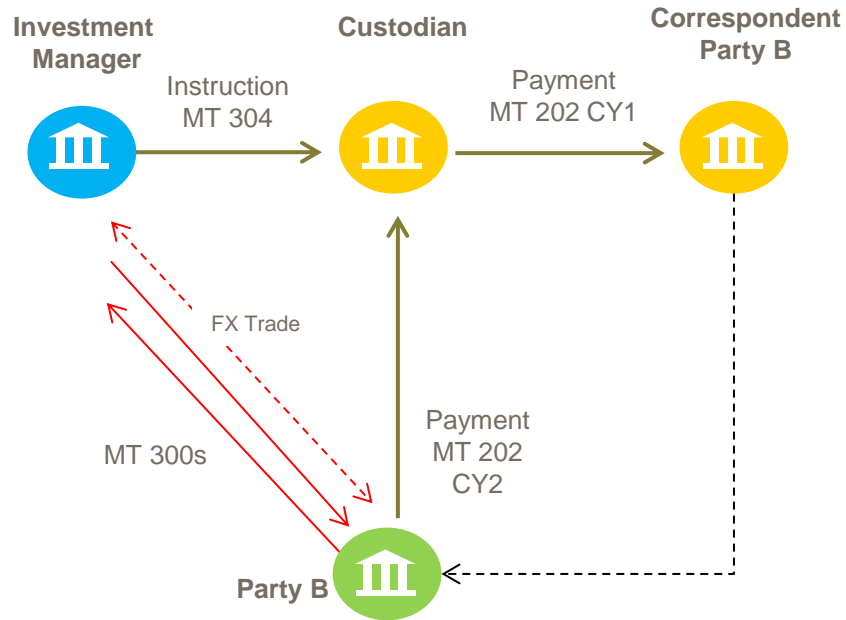 Investment
Manager
Custodian
Correspondent
Party B
Instruction
MT 304
Payment
MT 202 CY1
FX Trade
MT 300s
Payment
MT 202
CY2
Party B